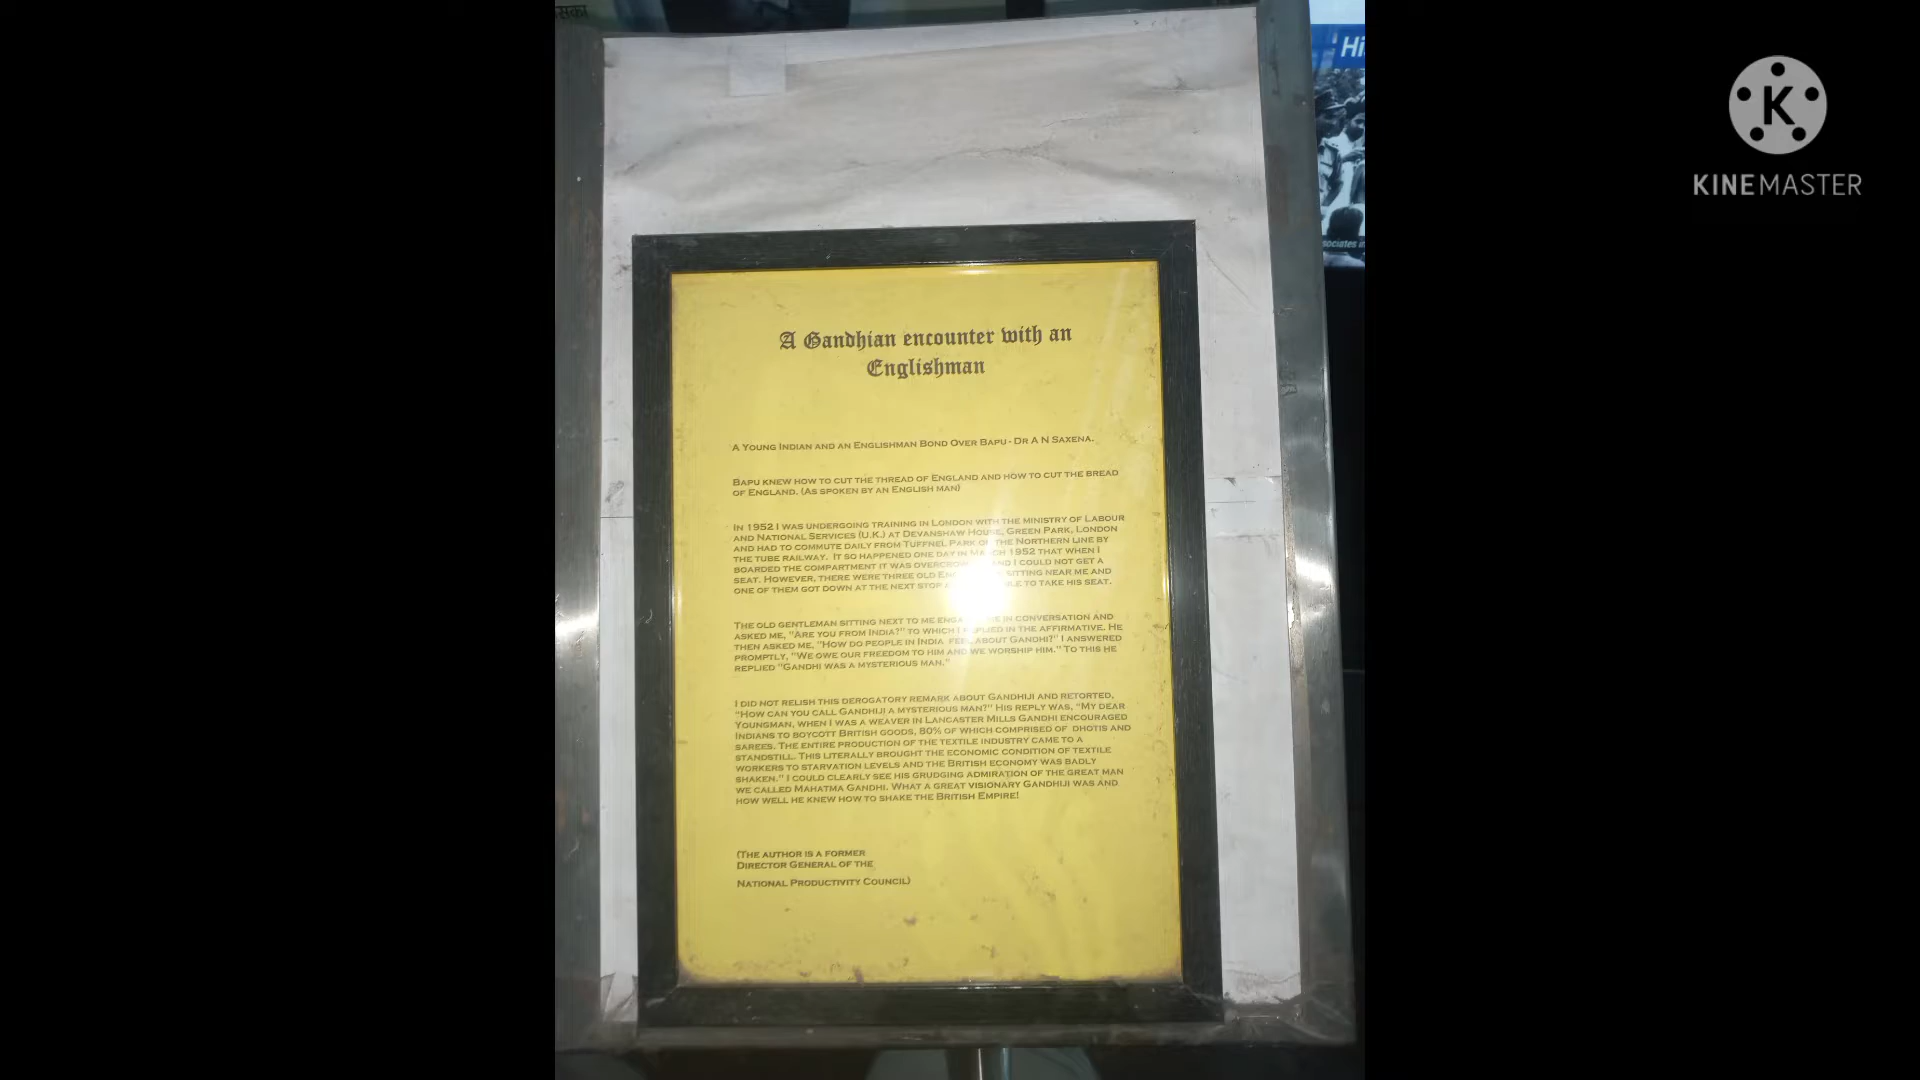 सका
Hi
sociates i
KINEMASTER
A Gandhian encounter with an
Englishman
A YOUNG INDIAN AND AN ENGLISHMAN BOND OVER BAPU - DR A N SAXENA.
BAPU KNEW HOW TO CUT THE THREAD OF ENGLAND AND HOW TO CUT THE BREAD
OF ENGLAND. (AS SPOKEN BY AN ENGLISH MAN)
IN 1952 I WAS UNDERGOING TRAINING IN LONDON WITH THE MINISTRY OF LABOUR
AND NATIONAL SERVICES (U.K.) AT DEVANSHAW HOUSE, GREEN PARK, LONDON
AND HAD TO COMMUTE DAILY FROM TUFFNEL PARK ON THE NORTHERN LINE BY
THE TUBE RAILWAY. IT SO HAPPENED ONE DAY IN MARCH 1952 THAT WHEN I
BOARDED THE COMPARTMENT IT WAS AND I COULD NOT GET A
SEAT. HOWEVER, THERE WERE THREE OLD SITTING NEAR ME AND
ONE OF THEM GOT DOWN AT THE NEXT STOP TO TAKE HIS SEAT.
THE OLD GENTLEMAN SITTING NEXT TO ME IN CONVERSATION AND
ASKED ME, "ARE YOU FROM INDIA?" TO WHICH I REPLIED IN THE AFFIRMATIVE. HE
THEN ASKED ME, "HOW DO PEOPLE IN INDIA FEEL ABOUT GANDHI?" I ANSWERED
PROMPTLY, "WE OWE OUR FREEDOM TO HIM AND WE WORSHIP HIM." TO THIS HE
REPLIED "GANDHI WAS A MYSTERIOUS MAN."
I DID NOT RELISH THIS DEROGATORY REMARK ABOUT GANDHIJI AND RETORTED,
"HOW CAN YOU CALL GANDHIJI A MYSTERIOUS MAN?" HIS REPLY WAS, "MY DEAR
YOUNGSMAN, WHEN I WAS A WEAVER IN LANCASTER MILLS GANDHI ENCOURAGED
INDIANS TO BOYCOTT BRITISH GOODS, 80% OF WHICH COMPRISED OF DHOTIS AND
SAREES. THE ENTIRE PRODUCTION OF THE TEXTILE INDUSTRY CAME TO A
STANDSTILL. THIS LITERALLY BROUGHT THE ECONOMIC CONDITION OF TEXTILE
WORKERS TO STARVATION LEVELS AND THE BRITISH ECONOMY WAS BADLY
SHAKEN." I COULD CLEARLY SEE HIS GRUDGING ADMIRATION OF THE GREAT MAN
WE CALLED MAHATMA GANDHI. WHAT A GREAT VISIONARY GANDHIJI WAS AND
HOW WELL HE KNEW HOW TO SHAKE THE BRITISH EMPIRE!
(THE AUTHOR IS A FORMER
DIRECTOR GENERAL OF THE
NATIONAL PRODUCTIVITY COUNCIL)